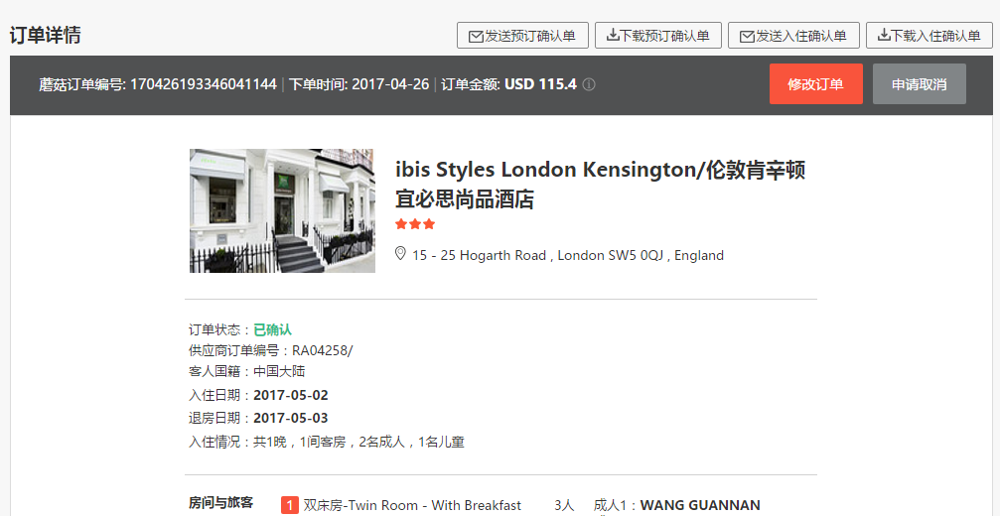 订单详情
发送预订确认单 下载预订确认单 发送入住确认单 下载入住确认单
蘑菇订单编号: 170426193346041144 | 下单时间: 2017-04-26 | 订单金额: USD 115.4
修改订单 申请取消
ibis Styles London Kensington/伦敦肯辛顿
宜必思尚品酒店
15 - 25 Hogarth Road , London SW5 0QJ , England
订单状态：已确认
供应商订单编号：RA04258/
客人国籍：中国大陆
入住日期：2017-05-02
退房日期：2017-05-03
入住情况：共1晚，1间客房，2名成人，1名儿童
房间与旅客 1 双床房-Twin Room - With Breakfast 3人 成人1：WANG GUANNAN